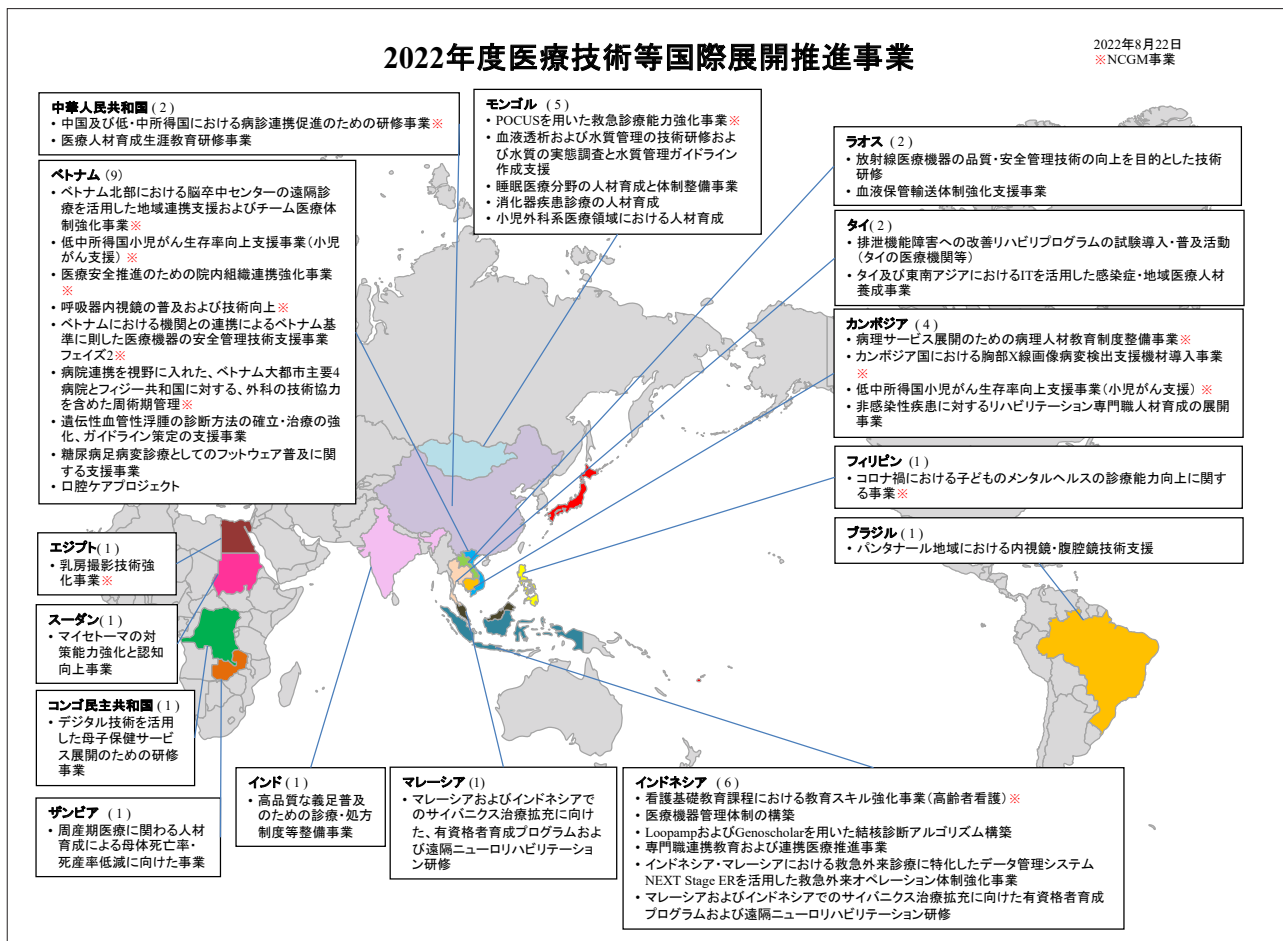 2022年度医療技術等国際展開推進事業
2022年8月22日
※NCGM事業
中華人民共和国 ( 2 )
• 中国及び低・中所得国における病診連携促進のための研修事業※
• 医療人材育成生涯教育研修事業
ベトナム (9)
• ベトナム北部における脳卒中センターの遠隔診
療を活用した地域連携支援およびチーム医療体
制強化事業※
• 低中所得国小児がん生存率向上支援事業(小児
がん支援) ※
• 医療安全推進のための院内組織連携強化事業
※
• 呼吸器内視鏡の普及および技術向上※
• ベトナムにおける機関との連携によるベトナム基
準に則した医療機器の安全管理技術支援事業
フェイズ2※
• 病院連携を視野に入れた、ベトナム大都市主要4
病院とフィジー共和国に対する、外科の技術協力
を含めた周術期管理※
• 遺伝性血管性浮腫の診断方法の確立・治療の強
化、ガイドライン策定の支援事業
• 糖尿病足病変診療としてのフットウェア普及に関
する支援事業
• 口腔ケアプロジェクト
モンゴル ( 5 )
• POCUSを用いた救急診療能力強化事業※
• 血液透析および水質管理の技術研修およ
び水質の実態調査と水質管理ガイドライン
作成支援
• 睡眠医療分野の人材育成と体制整備事業
• 消化器疾患診療の人材育成
• 小児外科系医療領域における人材育成
ラオス ( 2 )
• 放射線医療機器の品質・安全管理技術の向上を目的とした技術
研修
• 血液保管輸送体制強化支援事業
タイ( 2 )
• 排泄機能障害への改善リハビリプログラムの試験導入・普及活動
(タイの医療機関等)
• タイ及び東南アジアにおけるITを活用した感染症・地域医療人材
養成事業
カンボジア ( 4 )
• 病理サービス展開のための病理人材教育制度整備事業※
• カンボジア国における胸部X線画像病変検出支援機材導入事業
※
• 低中所得国小児がん生存率向上支援事業(小児がん支援) ※
• 非感染性疾患に対するリハビリテーション専門職人材育成の展開
事業
フィリピン ( 1 )
• コロナ禍における子どものメンタルヘルスの診療能力向上に関す
る事業※
ブラジル ( 1 )
• パンタナール地域における内視鏡・腹腔鏡技術支援
エジプト( 1 )
• 乳房撮影技術強
化事業※
スーダン( 1 )
• マイセトーマの対
策能力強化と認知
向上事業
コンゴ民主共和国 ( 1 )
• デジタル技術を活用
した母子保健サービ
ス展開のための研修
事業
ザンビア ( 1 )
• 周産期医療に関わる人材
育成による母体死亡率・
死産率低減に向けた事業
インド ( 1 )
• 高品質な義足普及
のための診療・処方
制度等整備事業
マレーシア (1)
• マレーシアおよびインドネシアで
のサイバニクス治療拡充に向け
た、有資格者育成プログラムおよ
び遠隔ニューロリハビリテーショ
ン研修
インドネシア ( 6 )
• 看護基礎教育課程における教育スキル強化事業(高齢者看護) ※
• 医療機器管理体制の構築
• LoopampおよびGenoscholarを用いた結核診断アルゴリズム構築
• 専門職連携教育および連携医療推進事業
• インドネシア・マレーシアにおける救急外来診療に特化したデータ管理システム
NEXT Stage ERを活用した救急外来オペレーション体制強化事業
• マレーシアおよびインドネシアでのサイバニクス治療拡充に向けた有資格者育成
プログラムおよび遠隔ニューロリハビリテーション研修